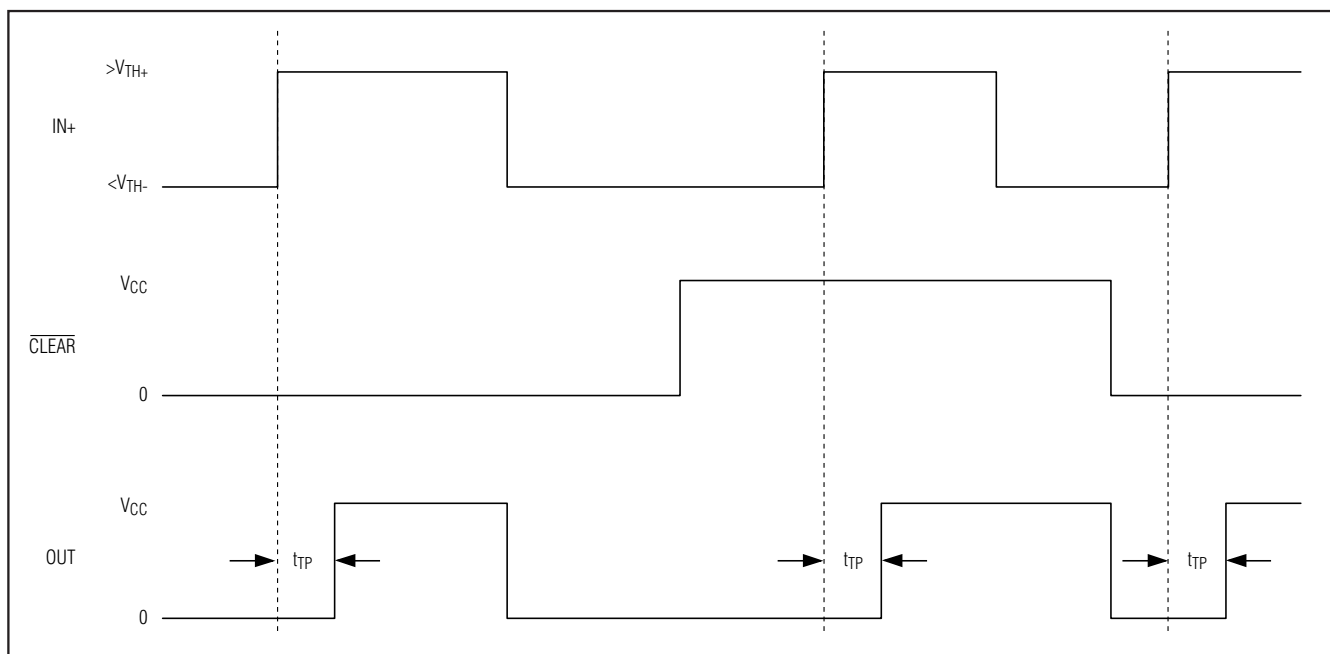 >VTH+
IN+
<VTH-
VCC
CLEAR
0
VCC
OUT
tTP
tTP
tTP
0